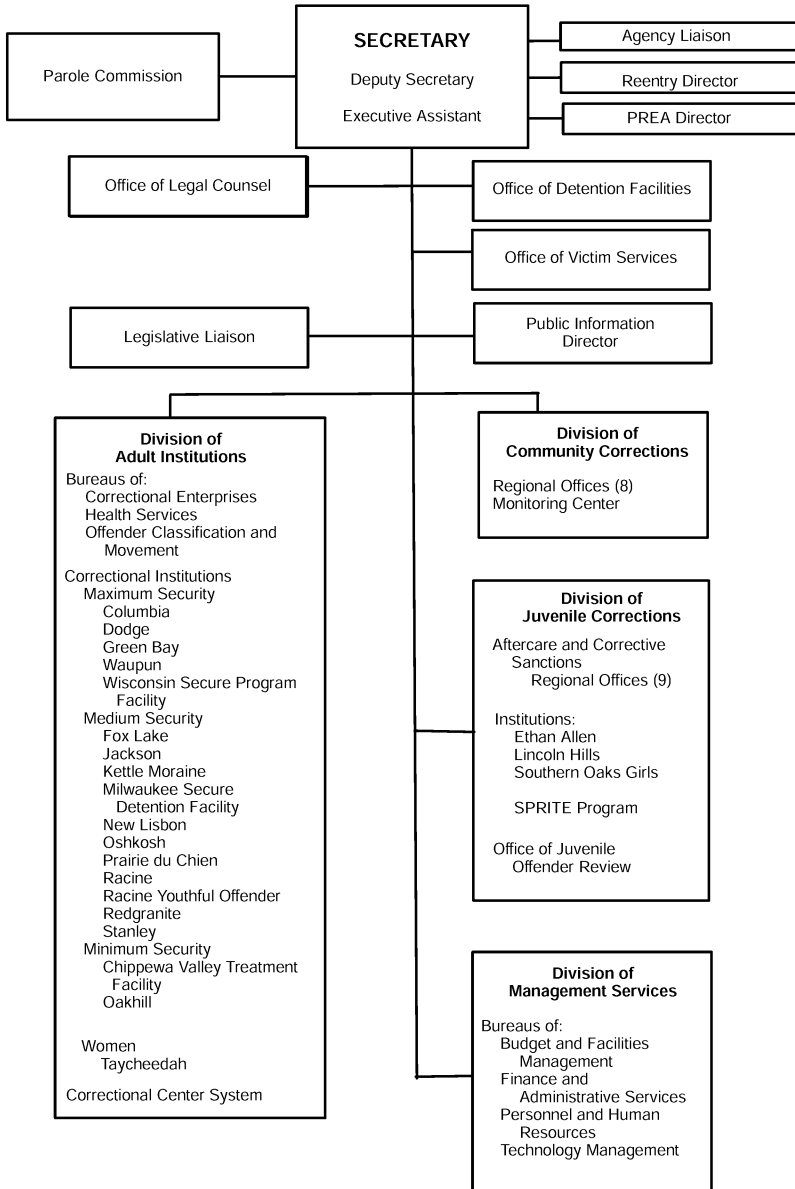 SECRETARY
Deputy Secretary
Executive Assistant
Parole Commission
Agency Liaison
Reentry Director
PREA Director
Office of Legal Counsel
Office of Detention Facilities
Office of Victim Services
Legislative Liaison
Public Information
Director
Division of
Adult Institutions
Bureaus of:
Correctional Enterprises
Health Services
Offender Classification and
Movement
Correctional Institutions
Maximum Security
Columbia
Dodge
Green Bay
Waupun
Wisconsin Secure Program
Facility
Medium Security
Fox Lake
Jackson
Kettle Moraine
Milwaukee Secure
Detention Facility
New Lisbon
Oshkosh
Prairie du Chien
Racine
Racine Youthful Offender
Redgranite
Stanley
Minimum Security
Chippewa Valley Treatment
Facility
Oakhill
Women
Taycheedah
Correctional Center System
Division of
Community Corrections
Regional Offices (8)
Monitoring Center
Division of
Juvenile Corrections
Aftercare and Corrective
Sanctions
Regional Offices (9)
Institutions:
Ethan Allen
Lincoln Hills
Southern Oaks Girls
SPRITE Program
Office of Juvenile
Offender Review
Division of
Management Services
Bureaus of:
Budget and Facilities
Management
Finance and
Administrative Services
Personnel and Human
Resources
Technology Management